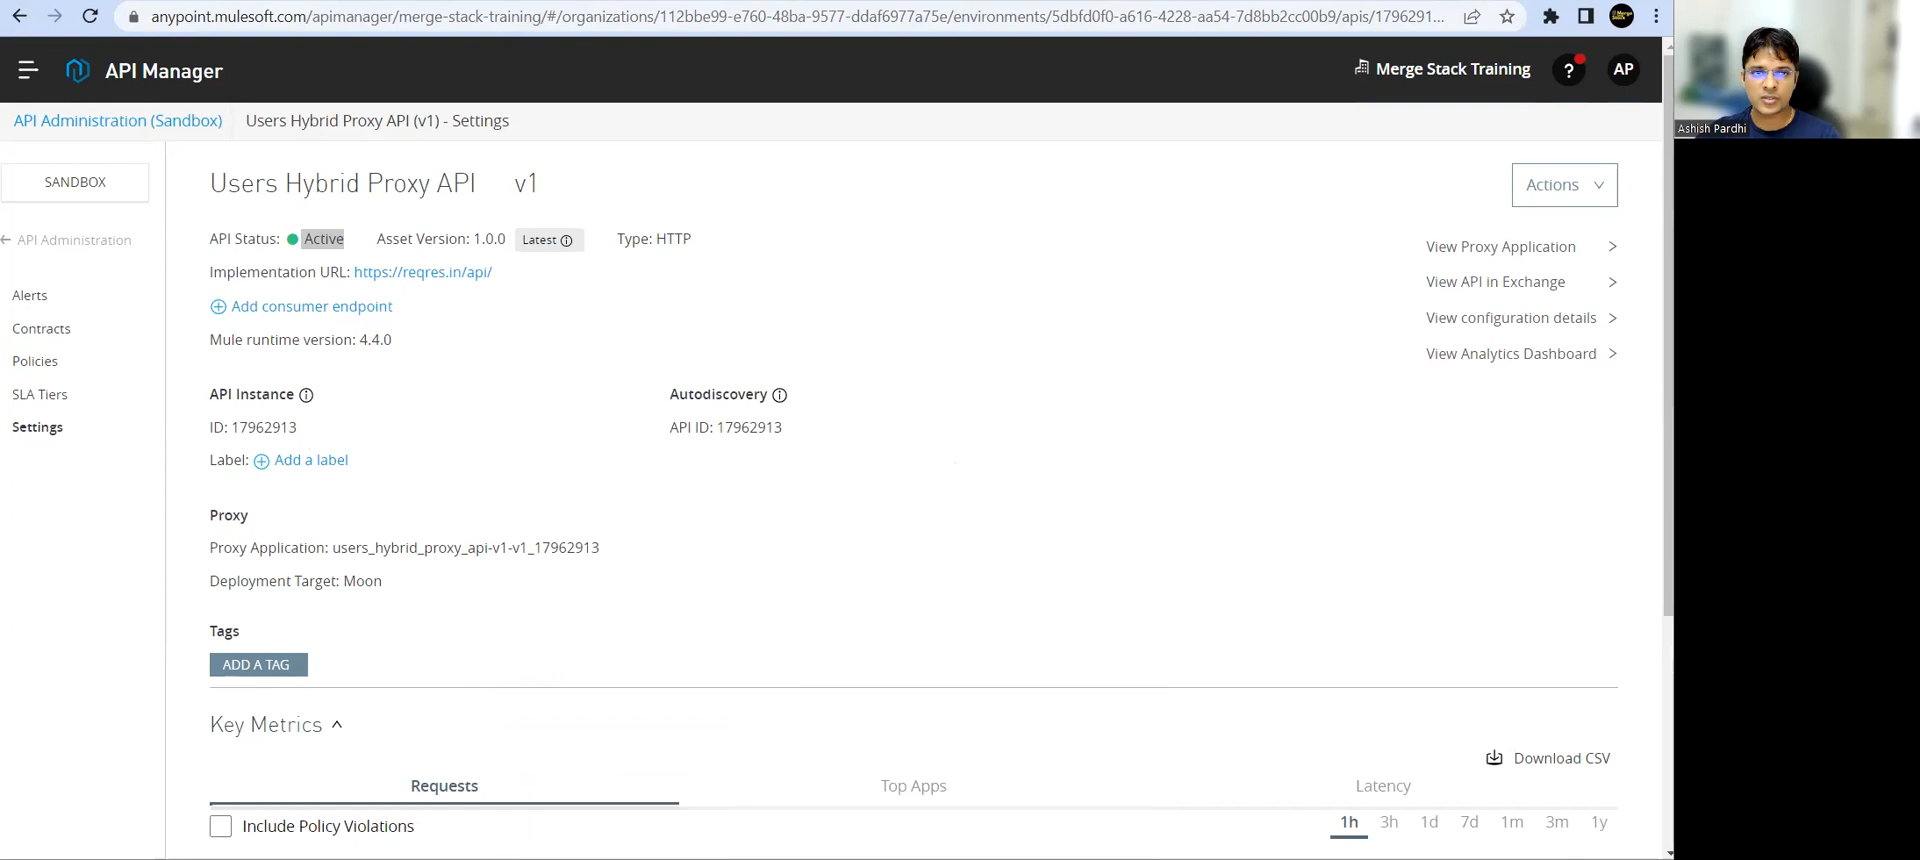 anypoint.mulesoft.com/apimanager/merge-stack-training/#/organizations/112bbe99-e760-48ba-9577-ddaf6977a75e/environments/5dbfd0f0-a616-4228-aa54-7d8bb2cc00b9/apis/1796291...
API Manager
Merge Stack Training
?
AP
Ashish Pardhi
API Administration (Sandbox)
Users Hybrid Proxy API (v1) - Settings
SANDBOX
API Administration
Alerts
Contracts
Policies
SLA Tiers
Settings
Users Hybrid Proxy API v1
Actions
API Status: Active Asset Version: 1.0.0 Latest Type: HTTP
Implementation URL: https://reqres.in/api/
Add consumer endpoint
Mule runtime version: 4.4.0
View Proxy Application >
View API in Exchange >
View configuration details >
View Analytics Dashboard >
API Instance
ID: 17962913
Label: Add a label
Autodiscovery
API ID: 17962913
Proxy
Proxy Application: users_hybrid_proxy_api-v1-v1_17962913
Deployment Target: Moon
Tags
ADD A TAG
Key Metrics
Download CSV
Requests
Top Apps
Latency
Include Policy Violations
1h 3h 1d 7d 1m 3m 1y